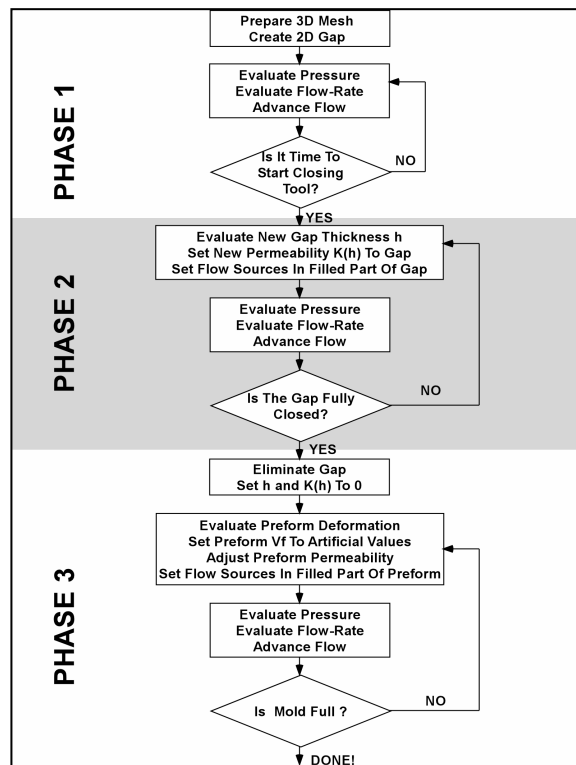 PHASE 1
Prepare 3D Mesh
Create 2D Gap
Evaluate Pressure
Evaluate Flow-Rate
Advance Flow
Is It Time To
Start Closing
Tool?
NO
YES
PHASE 2
Evaluate New Gap Thickness h
Set New Permeability K(h) To Gap
Set Flow Sources In Filled Part Of Gap
Evaluate Pressure
Evaluate Flow-Rate
Advance Flow
Is The Gap Fully
Closed?
NO
YES
PHASE 3
Eliminate Gap
Set h and K(h) To 0
Evaluate Preform Deformation
Set Preform Vf To Artificial Values
Adjust Preform Permeability
Set Flow Sources In Filled Part Of Preform
Evaluate Pressure
Evaluate Flow-Rate
Advance Flow
Is Mold Full ?
NO
DONE!